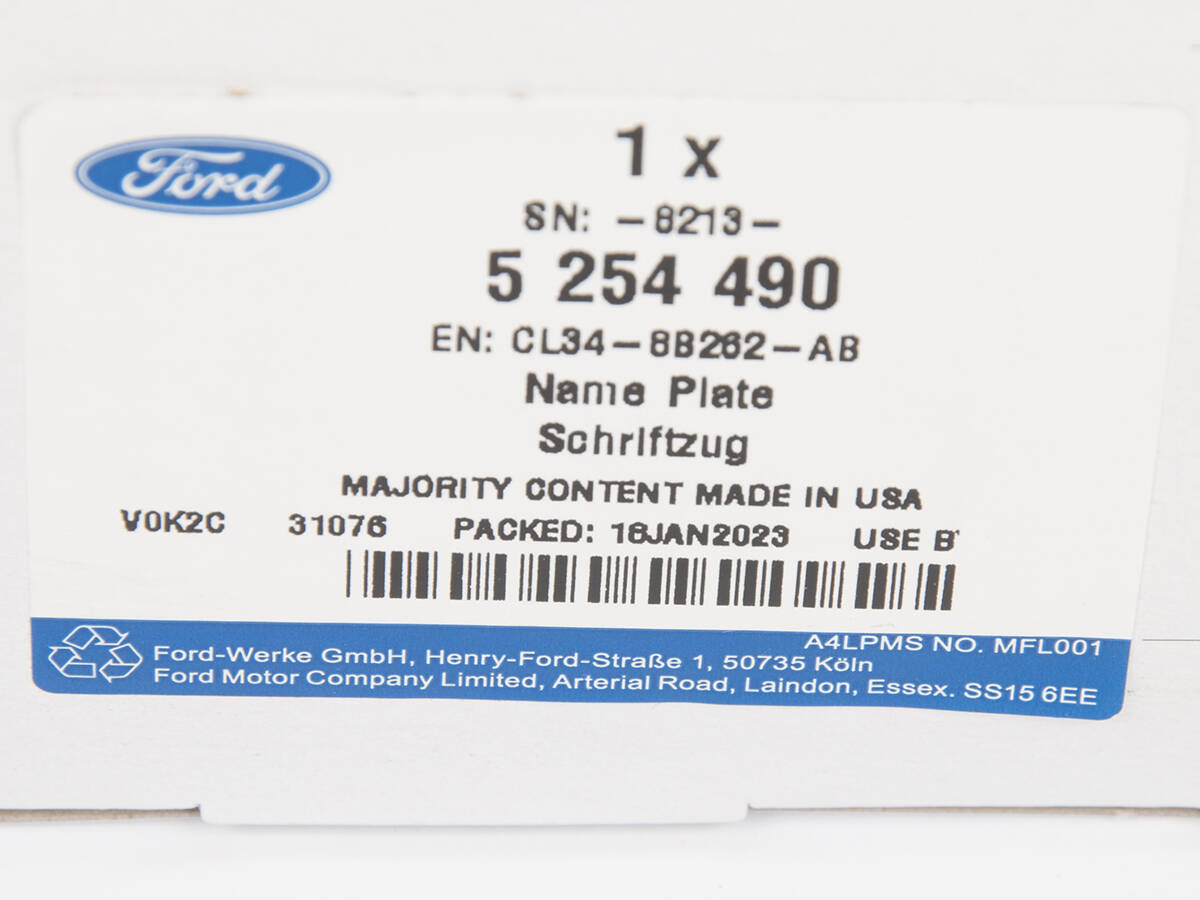 Ford
1 x
SN: -8213-
5 254 490
EN: CL34-8B262-AB
Name Plate
Schriftzug
MAJORITY CONTENT MADE IN USA
V0K2C 31076 PACKED: 18JAN2023 USE B
A4LPMS NO. MFL001
Ford-Werke GmbH, Henry-Ford-Straße 1, 50735 Köln
Ford Motor Company Limited, Arterial Road, Laindon, Essex. SS15 6EE